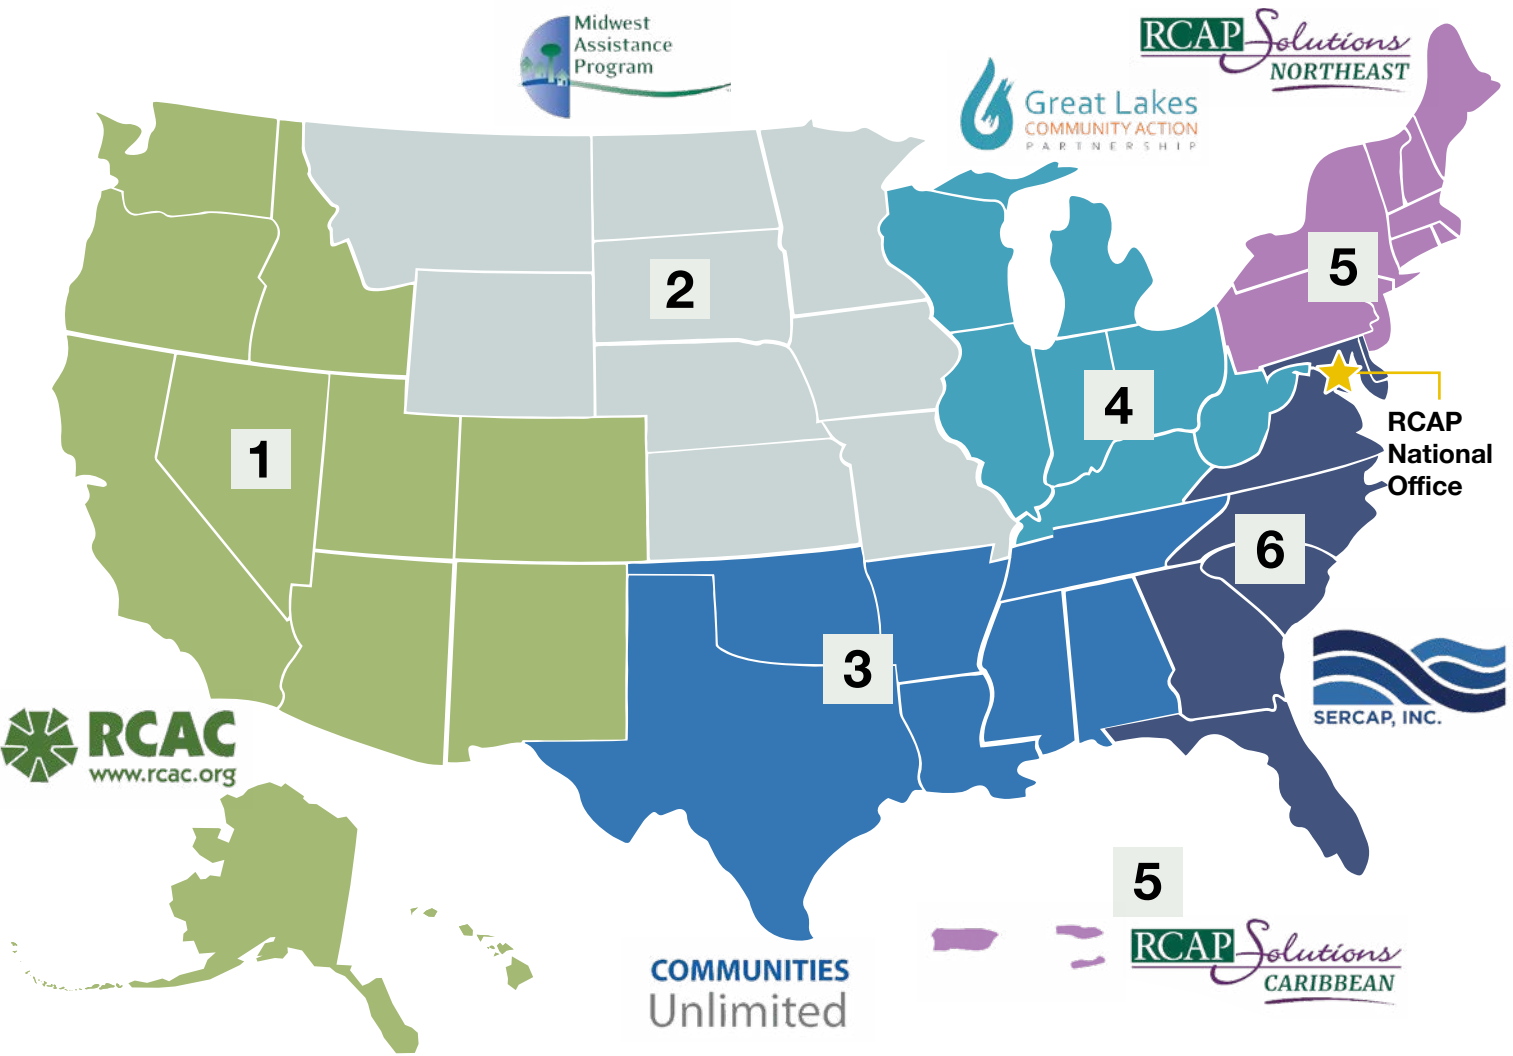 Midwest
Assistance
Program
RCAP Solutions
NORTHEAST
Great Lakes
COMMUNITY ACTION
PARTNERSHIP
5
2
4
RCAP
National
Office
1
6
3
SERCAP, INC.
RCAC
www.rcac.org
5
RCAP Solutions
CARIBBEAN
COMMUNITIES
Unlimited